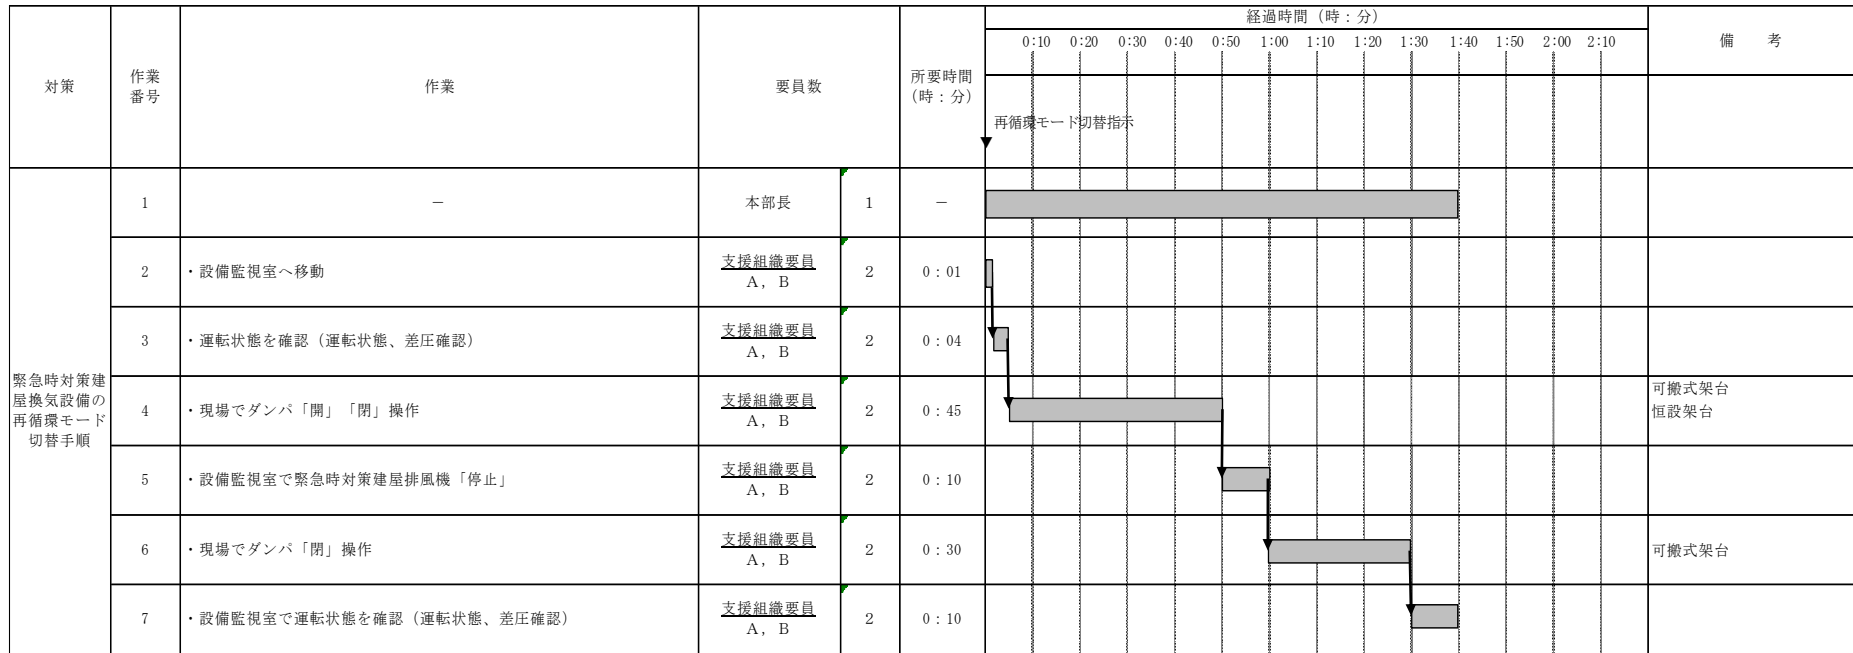 経過時間（時：分）
0:10 0:20 0:30 0:40 0:50 1:00 1:10 1:20 1:30 1:40 1:50 2:00 2:10
備　考
対策
作業
番号
作業
要員数
所要時間
（時：分）
再循環モード切替指示
緊急時対策建
屋換気設備の
再循環モード
切替手順
1
－
本部長
1
－
2
・設備監視室へ移動
支援組織要員
Ａ，Ｂ
2
0：01
3
・運転状態を確認（運転状態、差圧確認）
支援組織要員
Ａ，Ｂ
2
0：04
4
・現場でダンパ「開」「閉」操作
支援組織要員
Ａ，Ｂ
2
0：45
可搬式架台
恒設架台
5
・設備監視室で緊急時対策建屋排風機「停止」
支援組織要員
Ａ，Ｂ
2
0：10
6
・現場でダンパ「閉」操作
支援組織要員
Ａ，Ｂ
2
0：30
可搬式架台
7
・設備監視室で運転状態を確認（運転状態、差圧確認）
支援組織要員
Ａ，Ｂ
2
0：10